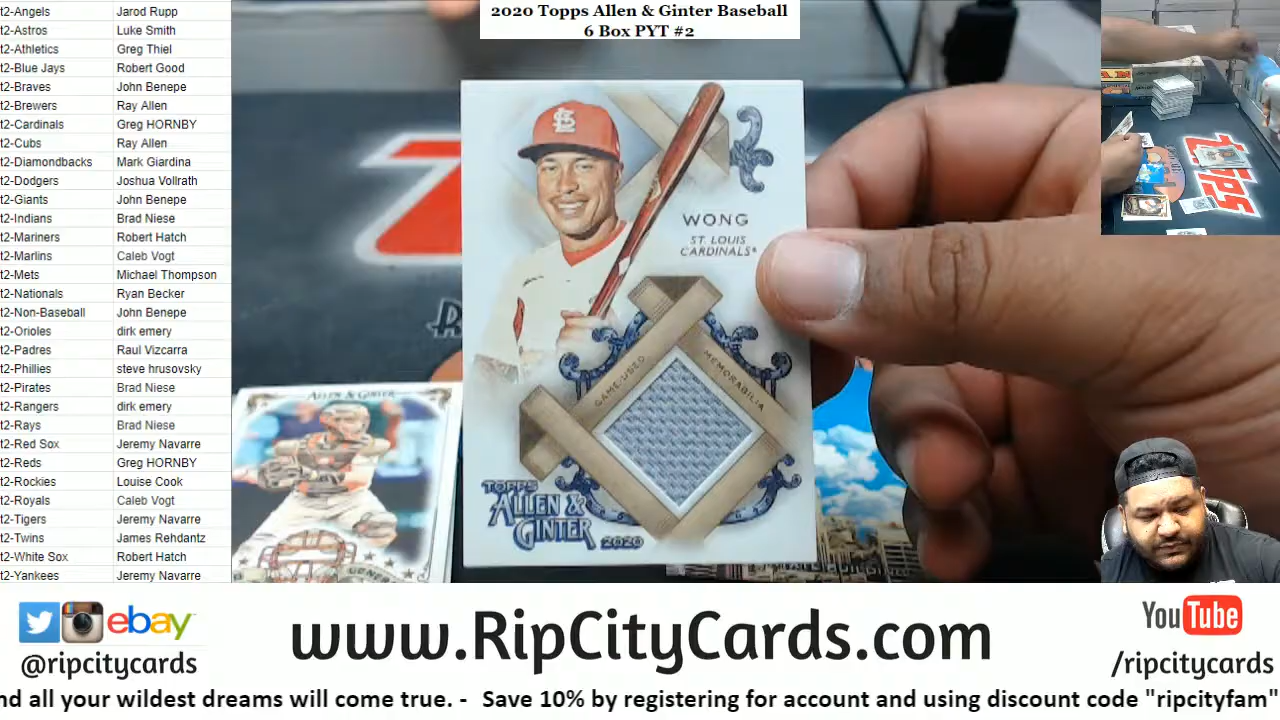 2020 Topps Allen & Ginter Baseball
6 Box PYT #2
t2-Angels Jarod Rupp
t2-Astros Luke Smith
t2-Athletics Greg Thiel
t2-Blue Jays Robert Good
t2-Braves John Benepe
t2-Brewers Ray Allen
t2-Cardinals Greg HORNBY
t2-Cubs Ray Allen
t2-Diamondbacks Mark Giardina
t2-Dodgers Joshua Vollrath
t2-Giants John Benepe
t2-Indians Brad Niese
t2-Mariners Robert Hatch
t2-Marlins Caleb Vogt
t2-Mets Michael Thompson
t2-Nationals Ryan Becker
t2-Non-Baseball John Benepe
t2-Orioles dirk emery
t2-Padres Raul Vizcarra
t2-Phillies steve hrusovsky
t2-Pirates Brad Niese
t2-Rangers dirk emery
t2-Rays Brad Niese
t2-Red Sox Jeremy Navarre
t2-Reds Greg HORNBY
t2-Rockies Louise Cook
t2-Royals Caleb Vogt
t2-Tigers Jeremy Navarre
t2-Twins James Rehdantz
t2-White Sox Robert Hatch
t2-Yankees Jeremy Navarre
WONG
ST. LOUIS
CARDINALS®
GAME-USED
MEMORABILIA
TOPPS
ALLEN &
GINTER 2020
ALLEN & GINTER
TOPPS
ebay
@ripcitycards
www.RipCityCards.com
YouTube
/ripcitycards
nd all your wildest dreams will come true. - Save 10% by registering for account and using discount code "ripcityfam"